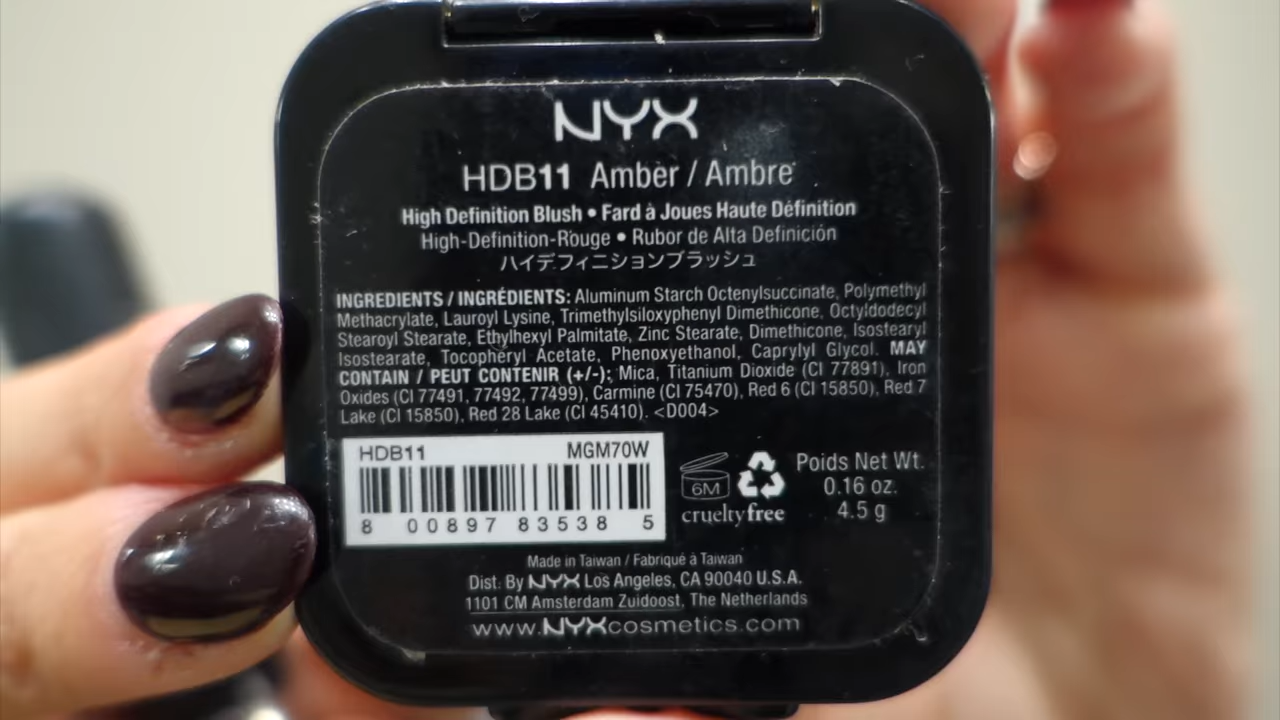 NYX
HDB11 Amber / Ambre
High Definition Blush • Fard à Joues Haute Définition
High-Definition-Rouge • Rubor de Alta Definición
ハイデフィニションブラッシュ
INGREDIENTS / INGRÉDIENTS: Aluminum Starch Octenylsuccinate, Polymethyl
Methacrylate, Lauroyl Lysine, Trimethylsiloxyphenyl Dimethicone, Octyldodecyl
Stearoyl Stearate, Ethylhexyl Palmitate, Zinc Stearate, Dimethicone, Isostearyl
Isostearate, Tocopheryl Acetate, Phenoxyethanol, Caprylyl Glycol. MAY
CONTAIN / PEUT CONTENIR (+/-): Mica, Titanium Dioxide (CI 77891), Iron
Oxides (CI 77491, 77492, 77499), Carmine (CI 75470), Red 6 (CI 15850), Red 7
Lake (CI 15850), Red 28 Lake (CI 45410). <D004>
HDB11 MGM70W
8 00897 83538 5
6M
crueltyfree
Poids Net Wt.
0.16 oz.
4.5 g
Made in Taiwan / Fabriqué à Taiwan
Dist. By NYX Los Angeles, CA 90040 U.S.A.
1101 CM Amsterdam Zuidoost, The Netherlands
www.NYXcosmetics.com